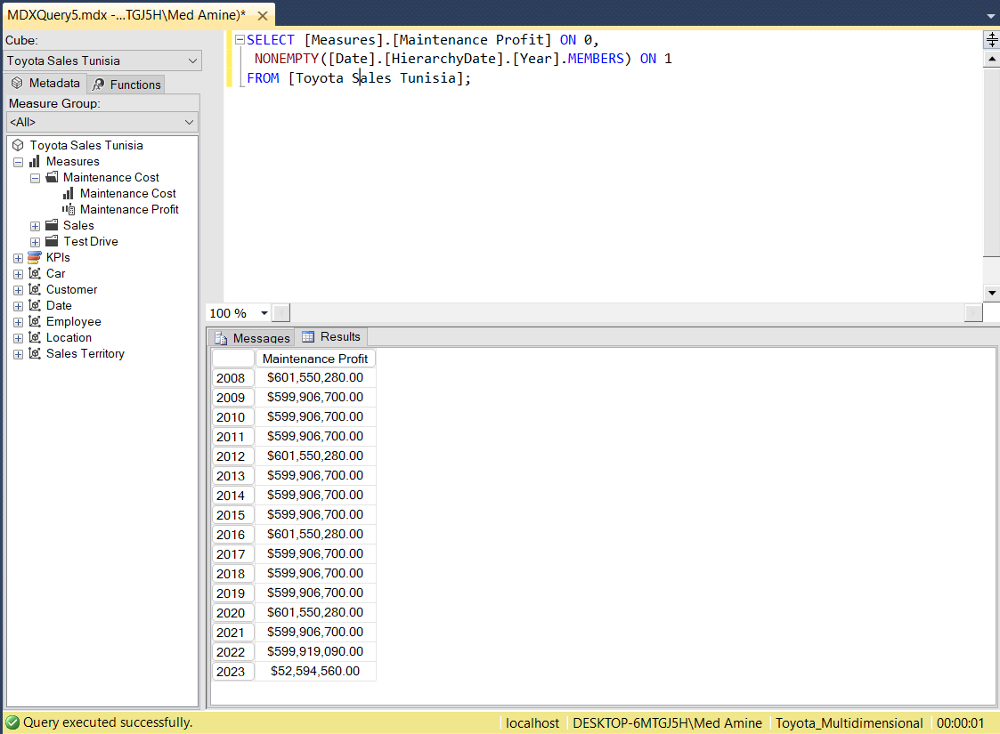 MDXQuery5.mdx -...TGJ5H\Med Amine)*
Cube:
Toyota Sales Tunisia
Metadata
Functions
Measure Group:
<All>
Toyota Sales Tunisia
Measures
Maintenance Cost
Maintenance Cost
Maintenance Profit
Sales
Test Drive
KPIs
Car
Customer
Date
Employee
Location
Sales Territory
SELECT [Measures].[Maintenance Profit] ON 0,
NONEMPTY([Date].[HierarchyDate].[Year].MEMBERS) ON 1
FROM [Toyota Sales Tunisia];
100 %
Messages
Results
Maintenance Profit
2008 $601,550,280.00
2009 $599,906,700.00
2010 $599,906,700.00
2011 $599,906,700.00
2012 $601,550,280.00
2013 $599,906,700.00
2014 $599,906,700.00
2015 $599,906,700.00
2016 $601,550,280.00
2017 $599,906,700.00
2018 $599,906,700.00
2019 $599,906,700.00
2020 $601,550,280.00
2021 $599,906,700.00
2022 $599,919,090.00
2023 $52,594,560.00
Query executed successfully.
localhost
DESKTOP-6MTGJ5H\Med Amine
Toyota_Multidimensional
00:00:01